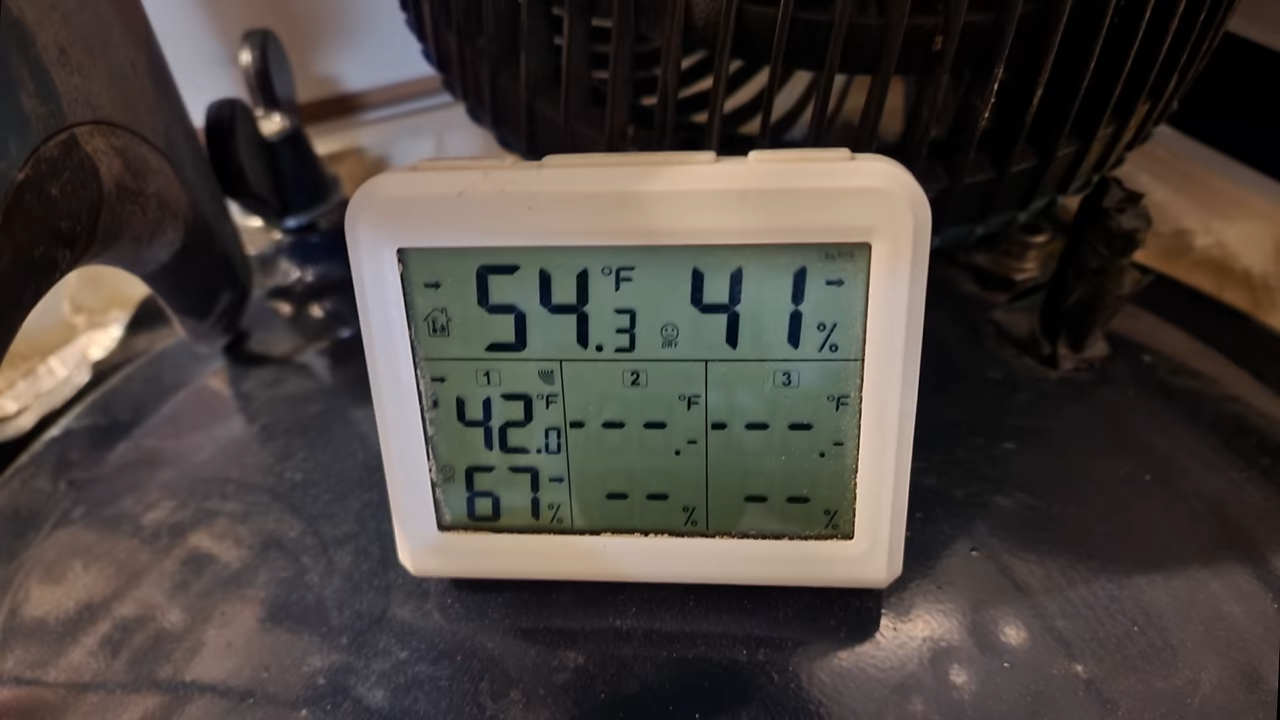 54.3 °F 41 %
DRY
1 2 3
42.0 °F --- .- °F --- .- °F
67 % -- % -- %